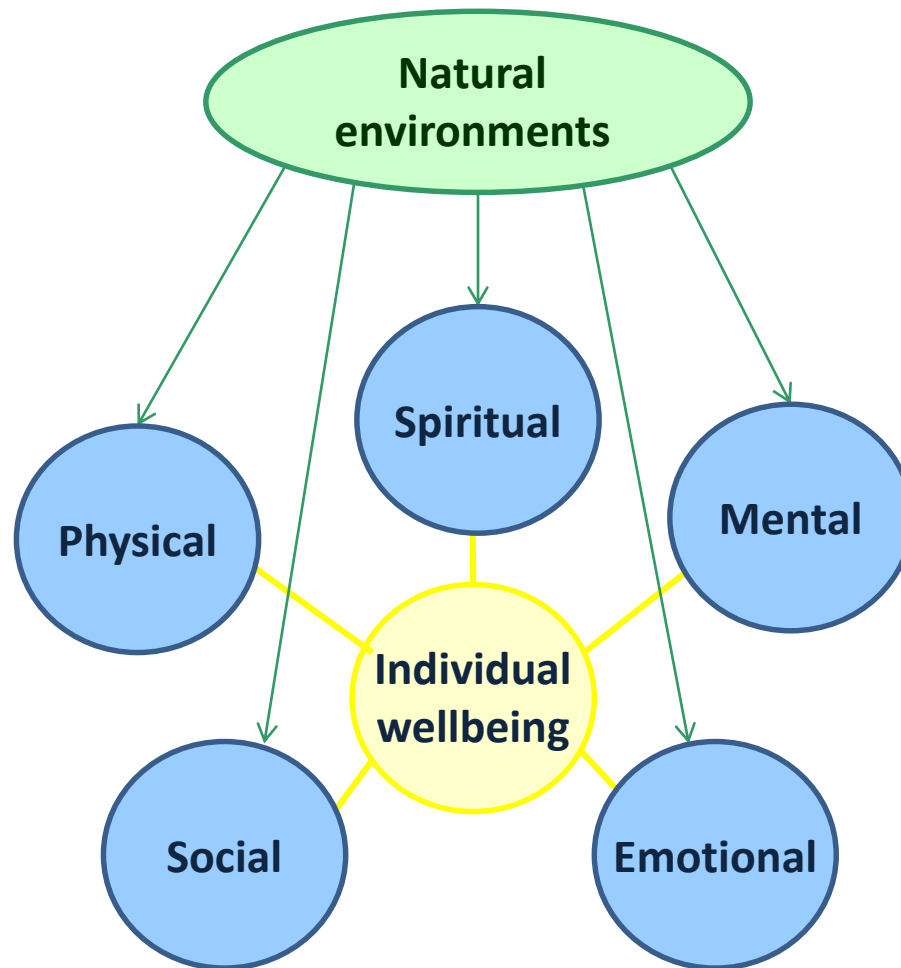 Natural
environments
Spiritual
Mental
Physical
Individual
wellbeing
Social
Emotional